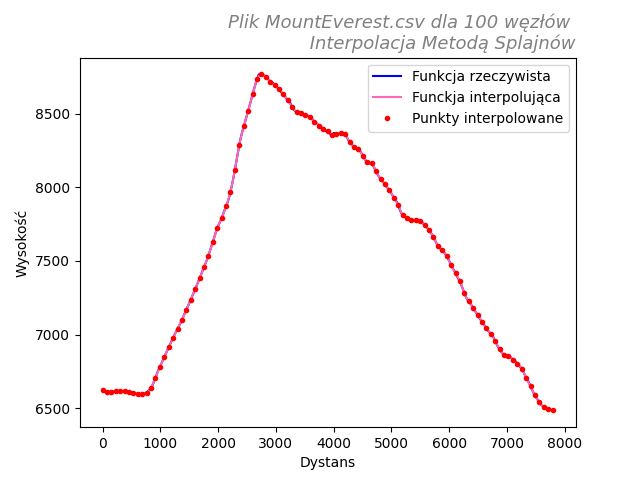 Plik MountEverest.csv dla 100 węzłów
Interpolacja Metodą Splajnów
Funkcja rzeczywista
Funckja interpolująca
Punkty interpolowane
Wysokość
8500
8000
7500
7000
6500
0 1000 2000 3000 4000 5000 6000 7000 8000
Dystans